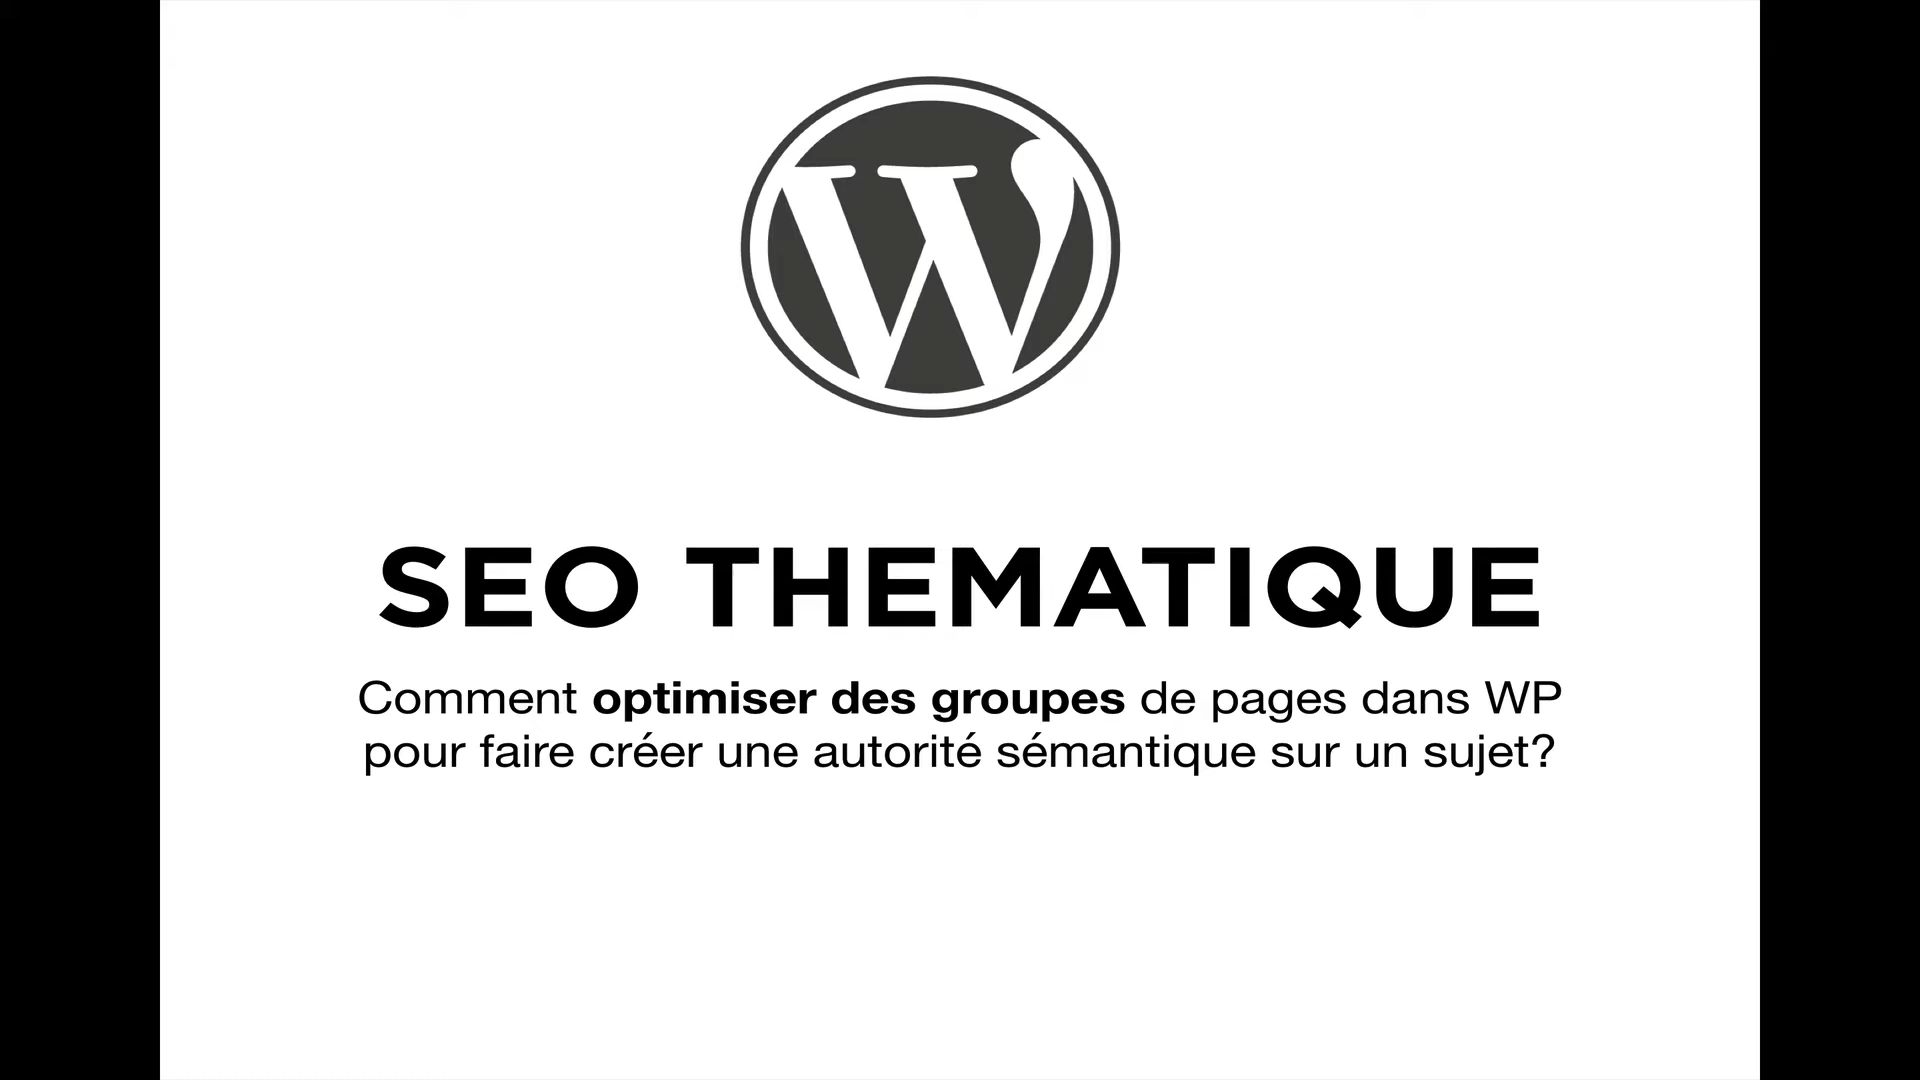 SEO THEMATIQUE
Comment optimiser des groupes de pages dans WP
pour faire créer une autorité sémantique sur un sujet?